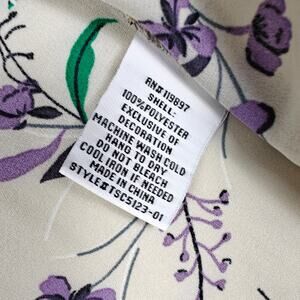 RN#119897
SHELL:
100%POLYESTER
EXCLUSIVE OF
DECORATION
MACHINE WASH COLD
HANG TO DRY
DO NOT BLEACH
COOL IRON IF NEEDED
MADE IN CHINA
STYLE#:TSC5123-01